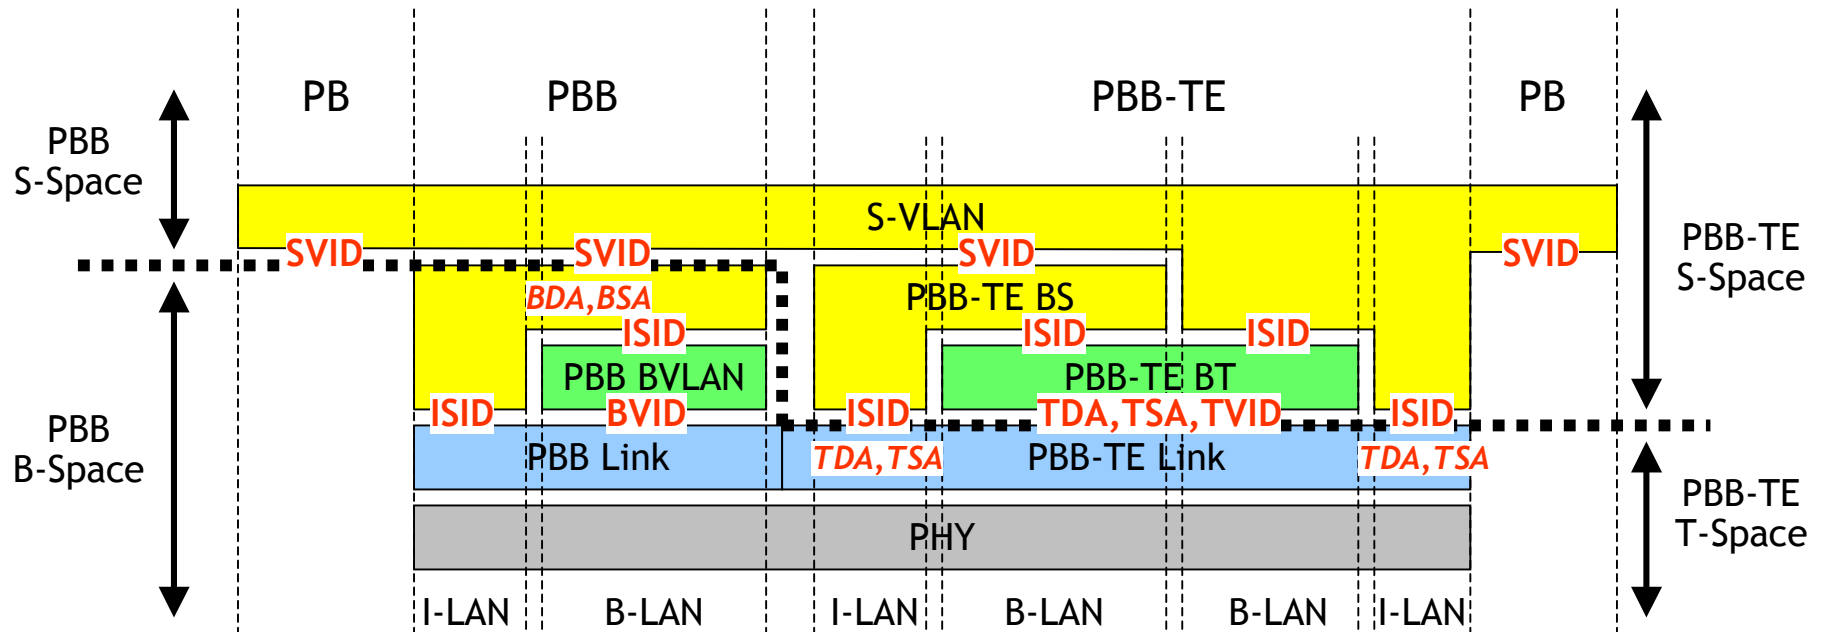 PB
PBB
PBB-TE
PB
PBB
S-Space
S-VLAN
SVID
SVID
SVID
SVID
PBB-TE
S-Space
BDA,BSA
PBB-TE BS
ISID
ISID
ISID
PBB BVLAN
PBB-TE BT
ISID
BVID
ISID
TDA,TSA,TVID
ISID
PBB
B-Space
PBB Link
TDA,TSA
PBB-TE Link
TDA,TSA
PBB-TE
T-Space
PHY
I-LAN
B-LAN
I-LAN
B-LAN
B-LAN
I-LAN